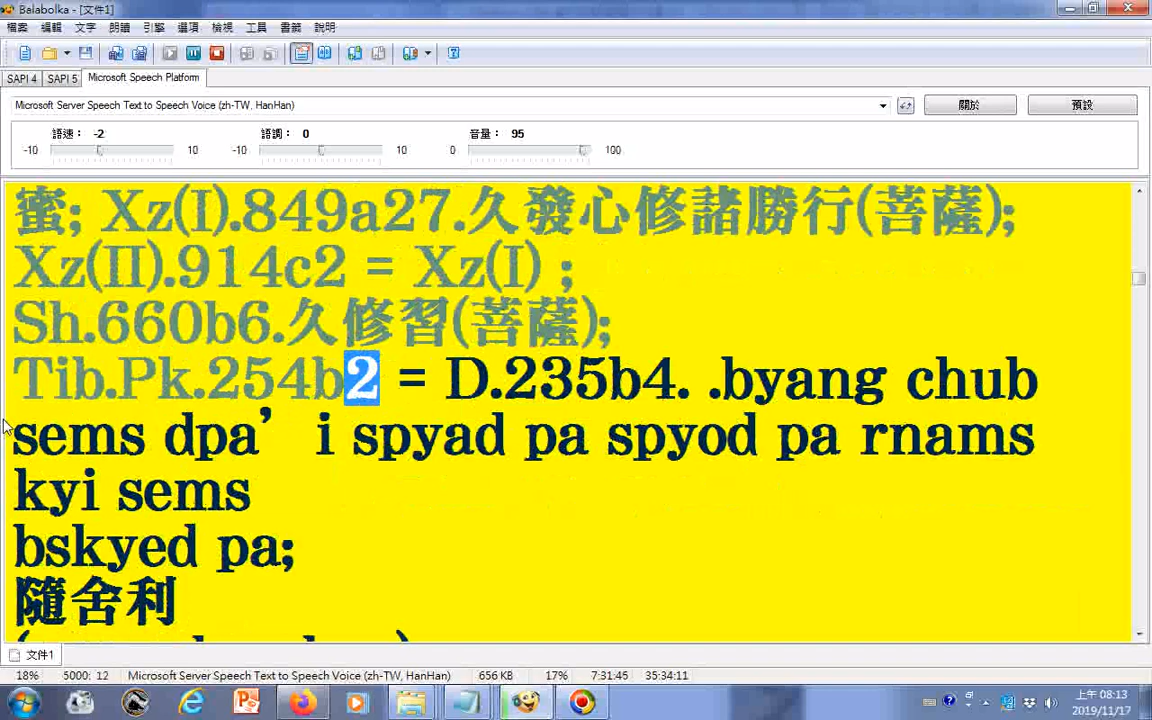 Balabolka - [文件1]
檔案 編輯 文字 朗讀 引擎 選項 檢視 工具 書籤 說明
SAPI 4 SAPI 5 Microsoft Speech Platform
Microsoft Server Speech Text to Speech Voice (zh-TW, HanHan) 關於 預設
語速： -2 語調： 0 音量： 95
-10 10 -10 10 0 100
蜜; Xz(I).849a27.久發心修諸勝行(菩薩);
Xz(II).914c2 = Xz(I) ;
Sh.660b6.久修習(菩薩);
Tib.Pk.254b2 = D.235b4. .byang chub
sems dpa’i spyad pa spyod pa rnams
kyi sems
bskyed pa;
隨舍利
文件1
18% 5000: 12 Microsoft Server Speech Text to Speech Voice (zh-TW, HanHan) 656 KB 17% 7:31:45 35:34:11
上午 08:13
2019/11/17